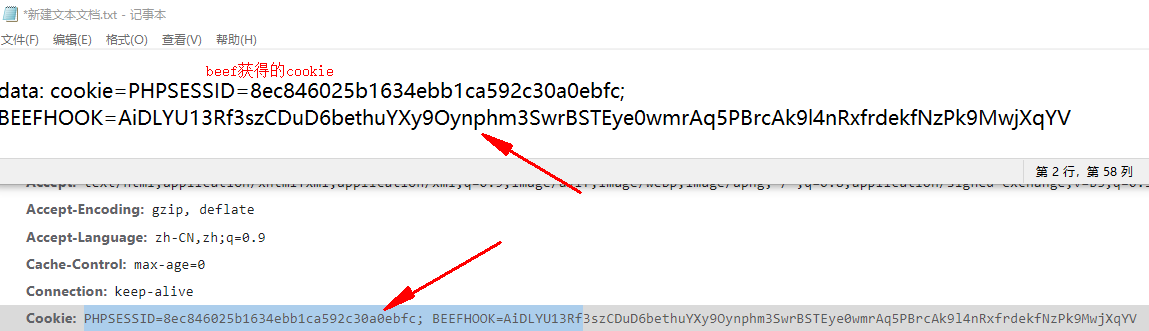 *新建文本文档.txt - 记事本
文件(F) 编辑(E) 格式(O) 查看(V) 帮助(H)
beef获得的cookie
data: cookie=PHPSESSID=8ec846025b1634ebb1ca592c30a0ebfc;
BEEFHOOK=AiDLYU13Rf3szCDuD6bethuYXy9Oynphm3SwrBSTEye0wmrAq5PBrcAk9l4nRxfrdekfNzPk9MwjXqYV
第 2 行，第 58 列
Accept-Encoding: gzip, deflate
Accept-Language: zh-CN,zh;q=0.9
Cache-Control: max-age=0
Connection: keep-alive
Cookie: PHPSESSID=8ec846025b1634ebb1ca592c30a0ebfc; BEEFHOOK=AiDLYU13Rf3szCDuD6bethuYXy9Oynphm3SwrBSTEye0wmrAq5PBrcAk9l4nRxfrdekfNzPk9MwjXqYV